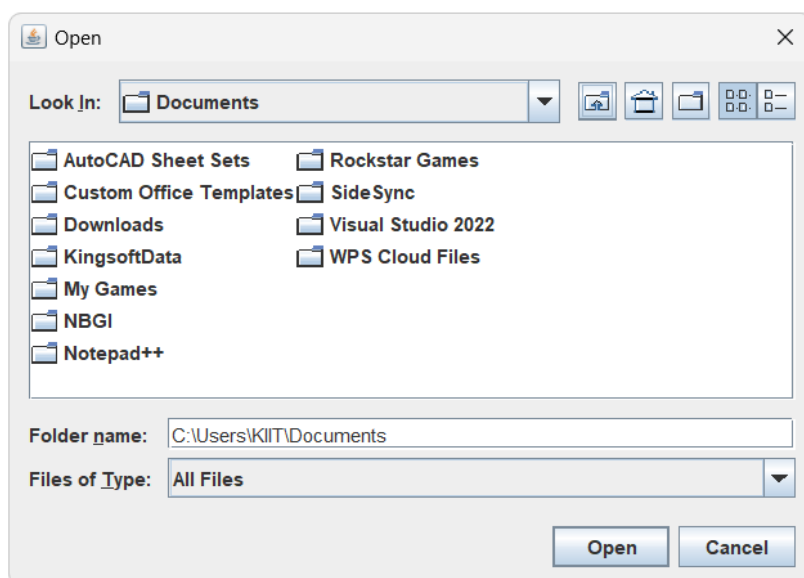 Open
Look In: Documents
AutoCAD Sheet Sets
Custom Office Templates
Downloads
KingsoftData
My Games
NBGI
Notepad++
Rockstar Games
SideSync
Visual Studio 2022
WPS Cloud Files
Folder name: C:\Users\KIIT\Documents
Files of Type: All Files
Open Cancel